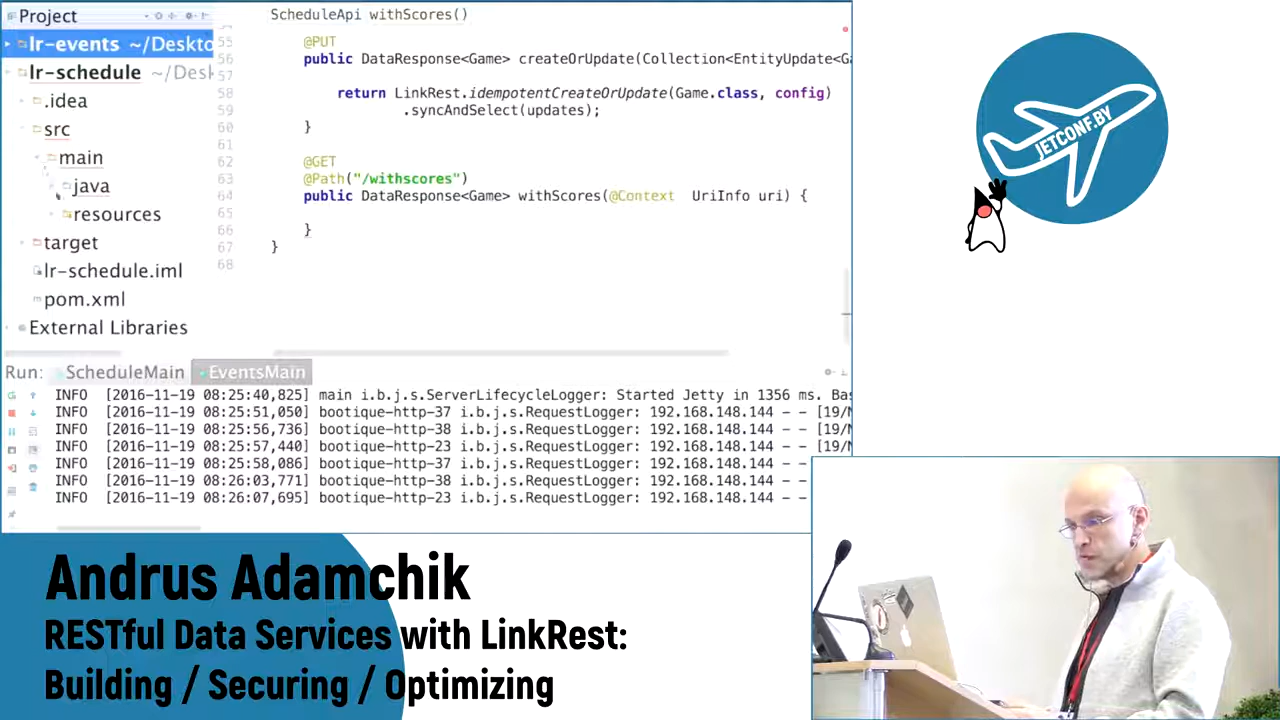 Project
ScheduleApi withScores()
lr-events ~/Deskto
lr-schedule ~/Desk
.idea
src
main
java
resources
target
lr-schedule.iml
pom.xml
External Libraries
55 @PUT
56 public DataResponse<Game> createOrUpdate(Collection<EntityUpdate<Ga
57
58 return LinkRest.idempotentCreateOrUpdate(Game.class, config)
59 .syncAndSelect(updates);
60 }
61
62 @GET
63 @Path("/withscores")
64 public DataResponse<Game> withScores(@Context UriInfo uri) {
65
66 }
67 }
68
Run: ScheduleMain EventsMain
INFO [2016-11-19 08:25:40,825] main i.b.j.s.ServerLifecycleLogger: Started Jetty in 1356 ms. Bas
INFO [2016-11-19 08:25:51,050] bootique-http-37 i.b.j.s.RequestLogger: 192.168.148.144 - - [19/N
INFO [2016-11-19 08:25:56,736] bootique-http-38 i.b.j.s.RequestLogger: 192.168.148.144 - - [19/N
INFO [2016-11-19 08:25:57,440] bootique-http-23 i.b.j.s.RequestLogger: 192.168.148.144 - - [19/N
INFO [2016-11-19 08:25:58,086] bootique-http-37 i.b.j.s.RequestLogger: 192.168.148.144 - -
INFO [2016-11-19 08:26:03,771] bootique-http-38 i.b.j.s.RequestLogger: 192.168.148.144 - -
INFO [2016-11-19 08:26:07,695] bootique-http-23 i.b.j.s.RequestLogger: 192.168.148.144 - -
JETCONF.BY
Andrus Adamchik
RESTful Data Services with LinkRest:
Building / Securing / Optimizing